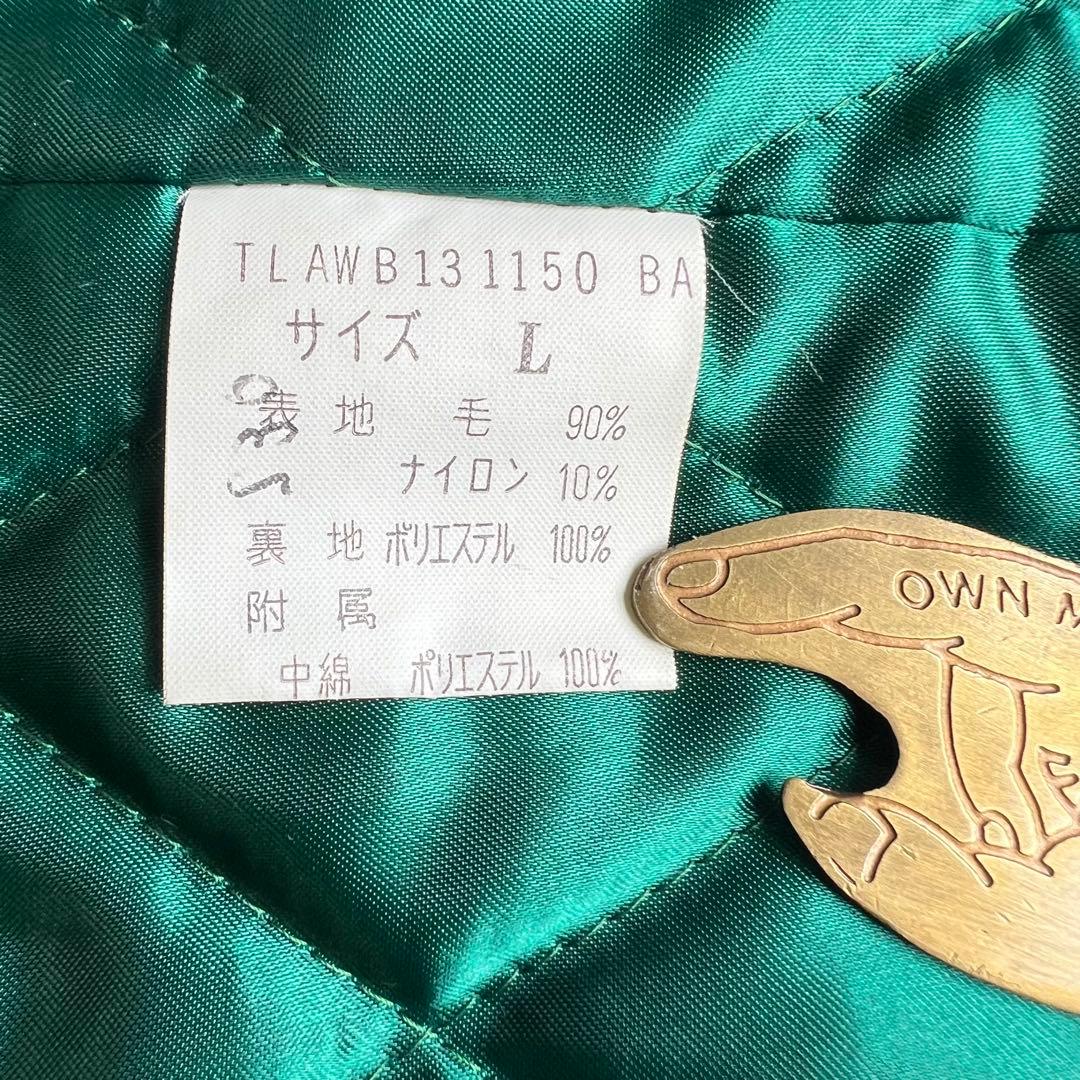 TLAWB131150 BA
サイズ L
表地 毛 90%
ナイロン 10%
裏地 ポリエステル 100%
附属
中綿 ポリエステル 100%
OWN